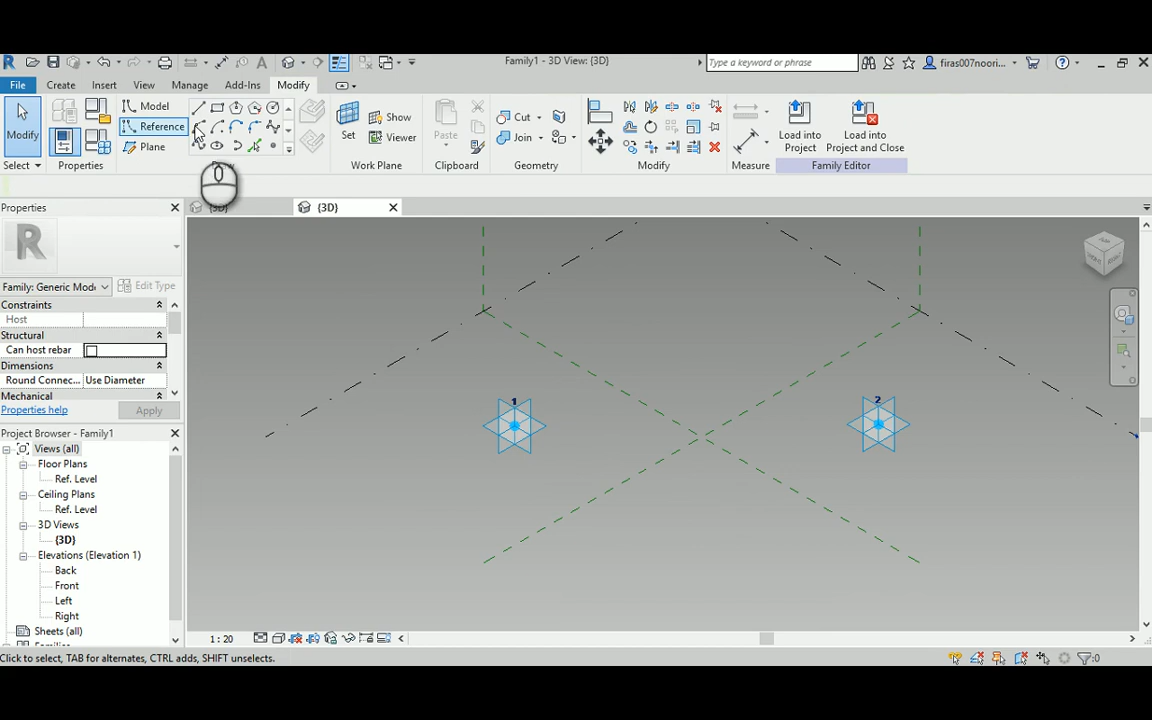 Family1 - 3D View: {3D}
Type a keyword or phrase
firas007noori...
File
Create
Insert
View
Manage
Add-Ins
Modify
Modify
Select
Properties
Model
Reference
Plane
Set
Show
Viewer
Work Plane
Paste
Clipboard
Cut
Join
Geometry
Modify
Measure
Load into
Project
Load into
Project and Close
Family Editor
Properties
Family: Generic Mode
Edit Type
Constraints
Host
Structural
Can host rebar
Dimensions
Round Connec...
Use Diameter
Mechanical
Properties help
Apply
Project Browser - Family1
Views (all)
Floor Plans
Ref. Level
Ceiling Plans
Ref. Level
3D Views
{3D}
Elevations (Elevation 1)
Back
Front
Left
Right
Sheets (all)
{3D}
1
2
1 : 20
Click to select, TAB for alternates, CTRL adds, SHIFT unselects.
:0